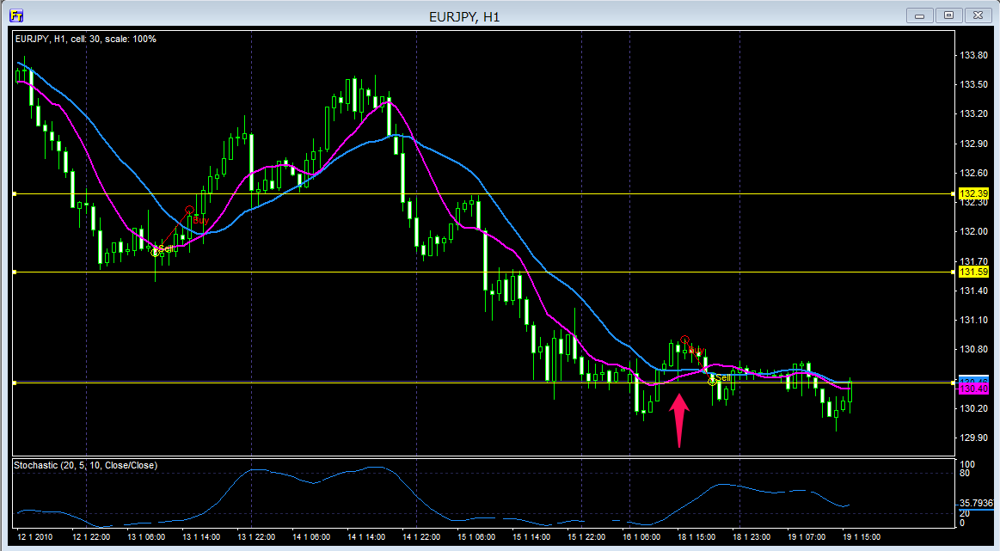 EURJPY, H1
EURJPY, H1, cell: 30, scale: 100%
133.80
133.50
133.20
132.90
132.60
132.39
132.30
132.00
131.70
131.59
131.40
131.10
130.80
130.40
130.20
129.90
Buy
Sell
Sell
Stochastic (20, 5, 10, Close/Close)
100
80
35.7936
20
0
12 1 2010
12 1 22:00
13 1 06:00
13 1 14:00
13 1 22:00
14 1 06:00
14 1 14:00
14 1 22:00
15 1 06:00
15 1 14:00
15 1 22:00
16 1 06:00
18 1 15:00
18 1 23:00
19 1 07:00
19 1 15:00